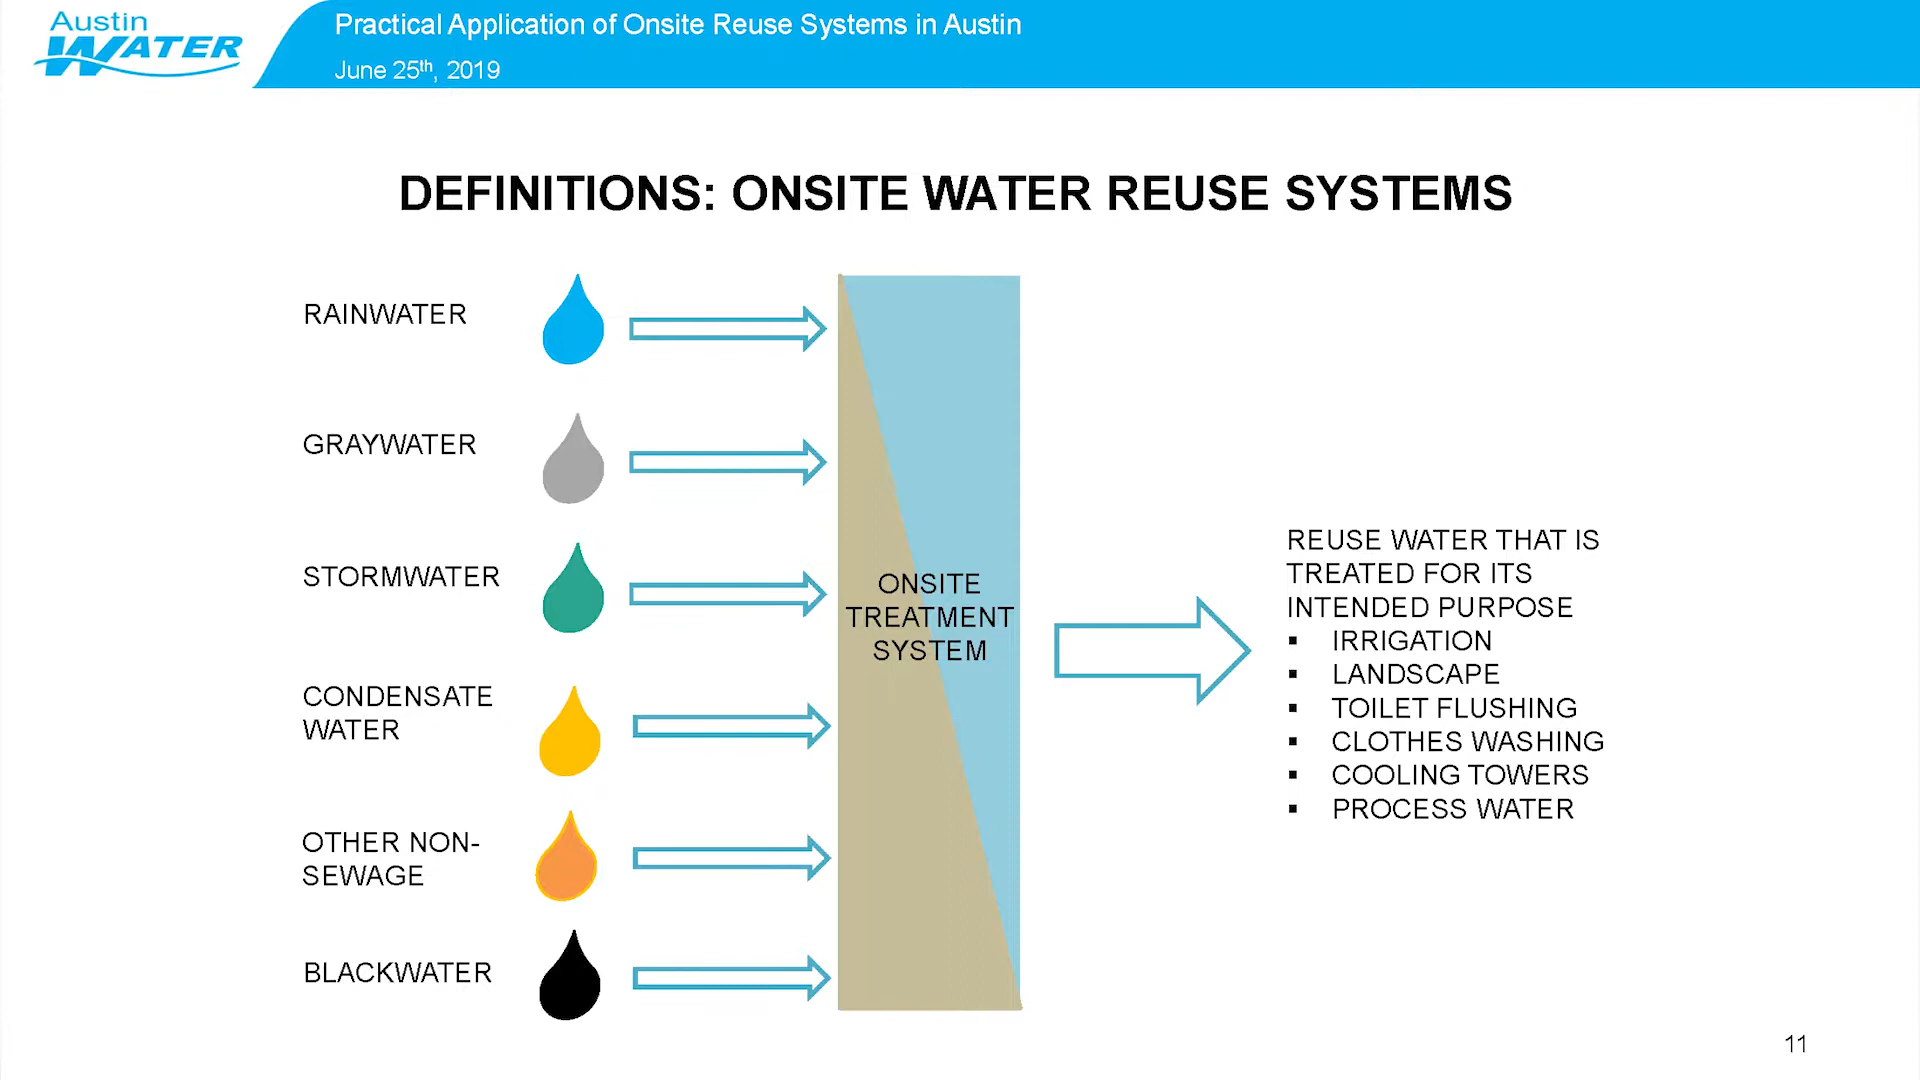 Austin
WATER
Practical Application of Onsite Reuse Systems in Austin
June 25th, 2019
DEFINITIONS: ONSITE WATER REUSE SYSTEMS
RAINWATER
GRAYWATER
STORMWATER
CONDENSATE
WATER
OTHER NON-
SEWAGE
BLACKWATER
ONSITE
TREATMENT
SYSTEM
REUSE WATER THAT IS
TREATED FOR ITS
INTENDED PURPOSE
▪ IRRIGATION
▪ LANDSCAPE
▪ TOILET FLUSHING
▪ CLOTHES WASHING
▪ COOLING TOWERS
▪ PROCESS WATER
11